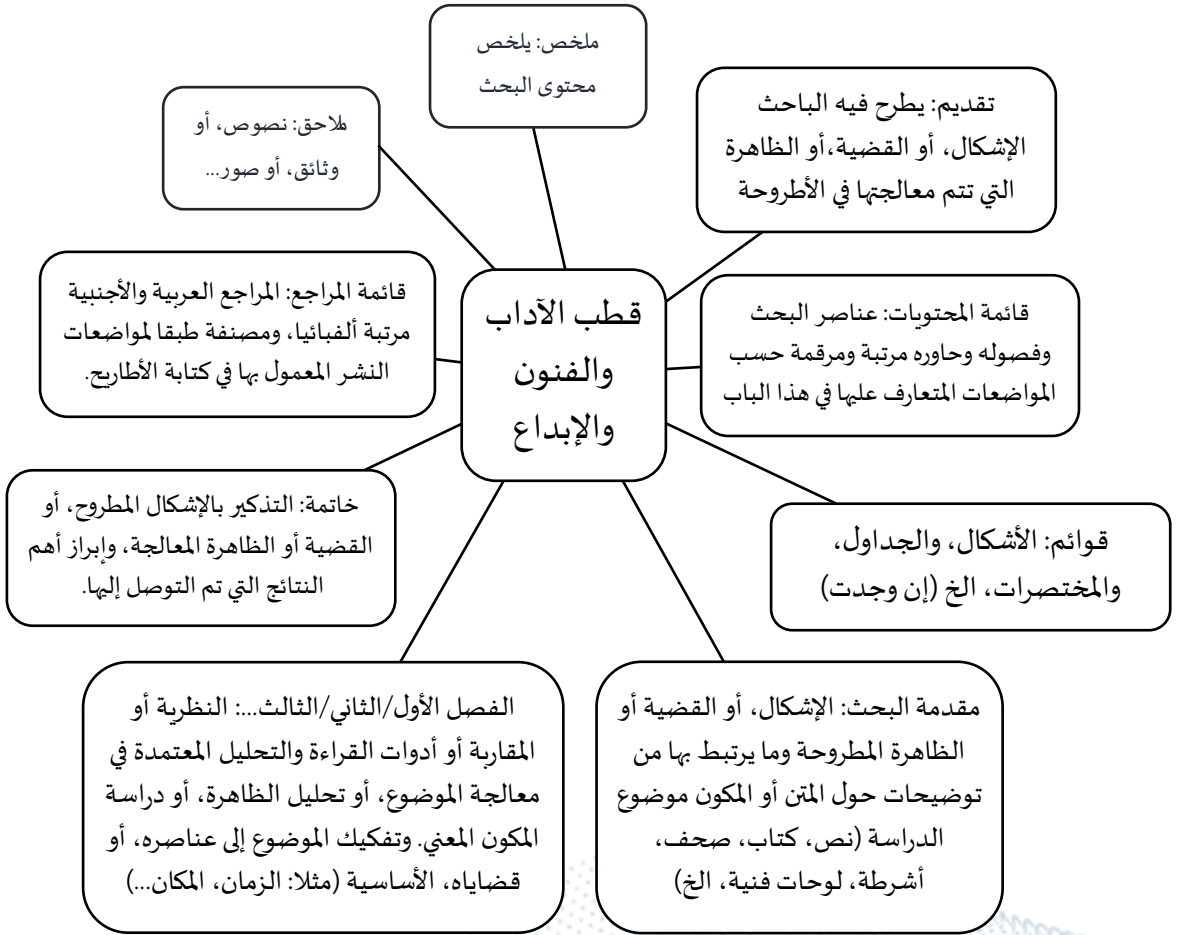 ملخص: يلخص
محتوى البحث
تقديم: يطرح فيه الباحث
الإشكال، أو القضية،أو الظاهرة
التي تتم معالجتها في الأطروحة
ملاحق: نصوص، أو
وثائق، أو صور...
قطب الآداب
والفنون
والإبداع
قائمة المحتويات: عناصر البحث
وفصوله وحاوره مرتبة ومرقمة حسب
المواضعات المتعارف عليها في هذا الباب
قائمة المراجع: المراجع العربية والأجنبية
مرتبة ألفبائيا، ومصنفة طبقا لمواضعات
النشر المعمول بها في كتابة الأطاريح.
قوائم: الأشكال، والجداول،
والمختصرات، الخ (إن وجدت)
خاتمة: التذكير بالإشكال المطروح، أو
القضية أو الظاهرة المعالجة، وإبراز أهم
النتائج التي تم التوصل إليها.
مقدمة البحث: الإشكال، أو القضية أو
الظاهرة المطروحة وما يرتبط بها من
توضيحات حول المتن أو المكون موضوع
الدراسة (نص، كتاب، صحف،
أشرطة، لوحات فنية، الخ)
الفصل الأول/الثاني/الثالث...: النظرية أو
المقاربة أو أدوات القراءة والتحليل المعتمدة في
معالجة الموضوع، أو تحليل الظاهرة، أو دراسة
المكون المعني. وتفكيك الموضوع إلى عناصره، أو
قضاياه، الأساسية (مثلا: الزمان، المكان...)